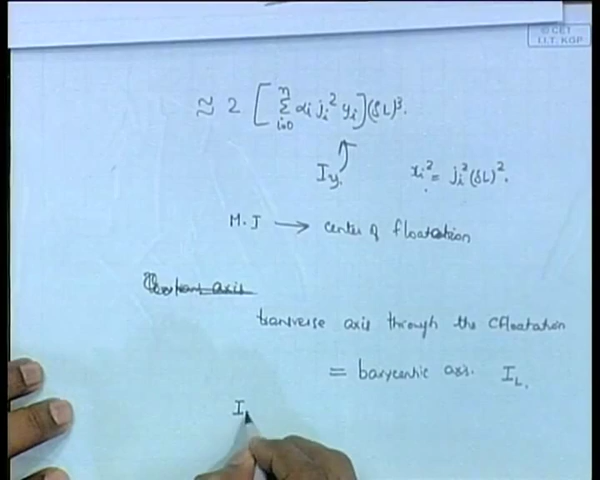 © CET
I.I.T. KGP
≈ 2 [ Σ αi ji² yi ] (δL)³.
n
i=0
Iy. xi² = ji² (δL)².
M.I → center of floatation
transverse axis through the cfloatation
= barycentric axis. IL.
I